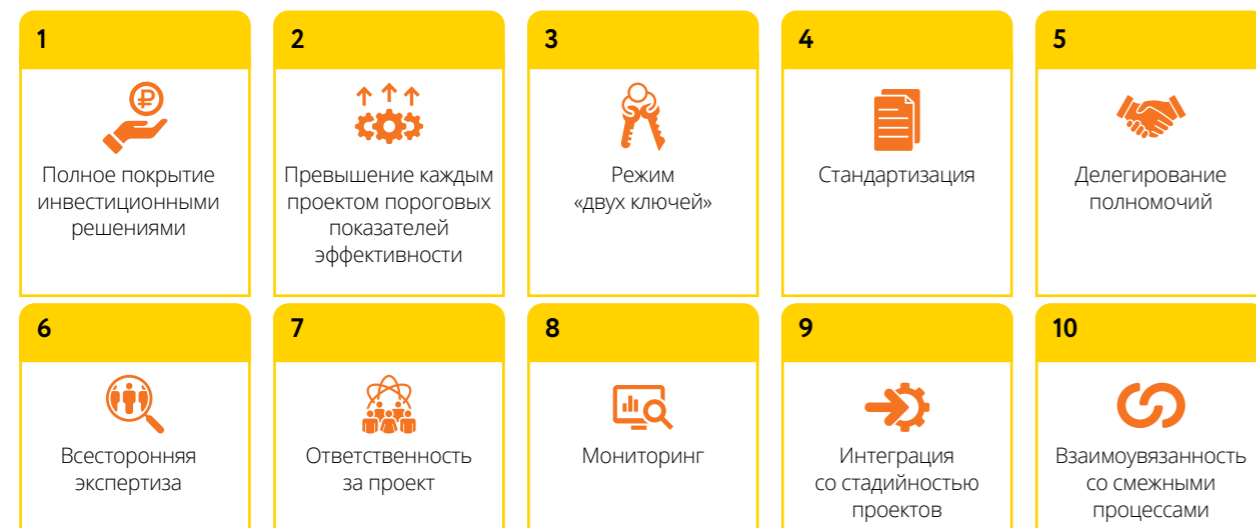 1
Полное покрытие
инвестиционными
решениями
2
Превышение каждым
проектом пороговых
показателей
эффективности
3
Режим
«двух ключей»
4
Стандартизация
5
Делегирование
полномочий
6
Всесторонняя
экспертиза
7
Ответственность
за проект
8
Мониторинг
9
Интеграция
со стадийностью
проектов
10
Взаимоувязанность
со смежными
процессами